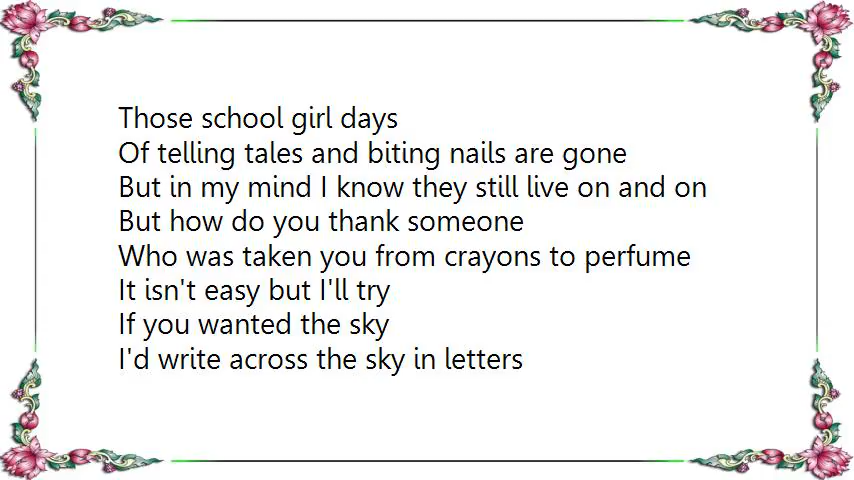 Those school girl days
Of telling tales and biting nails are gone
But in my mind I know they still live on and on
But how do you thank someone
Who was taken you from crayons to perfume
It isn't easy but I'll try
If you wanted the sky
I'd write across the sky in letters